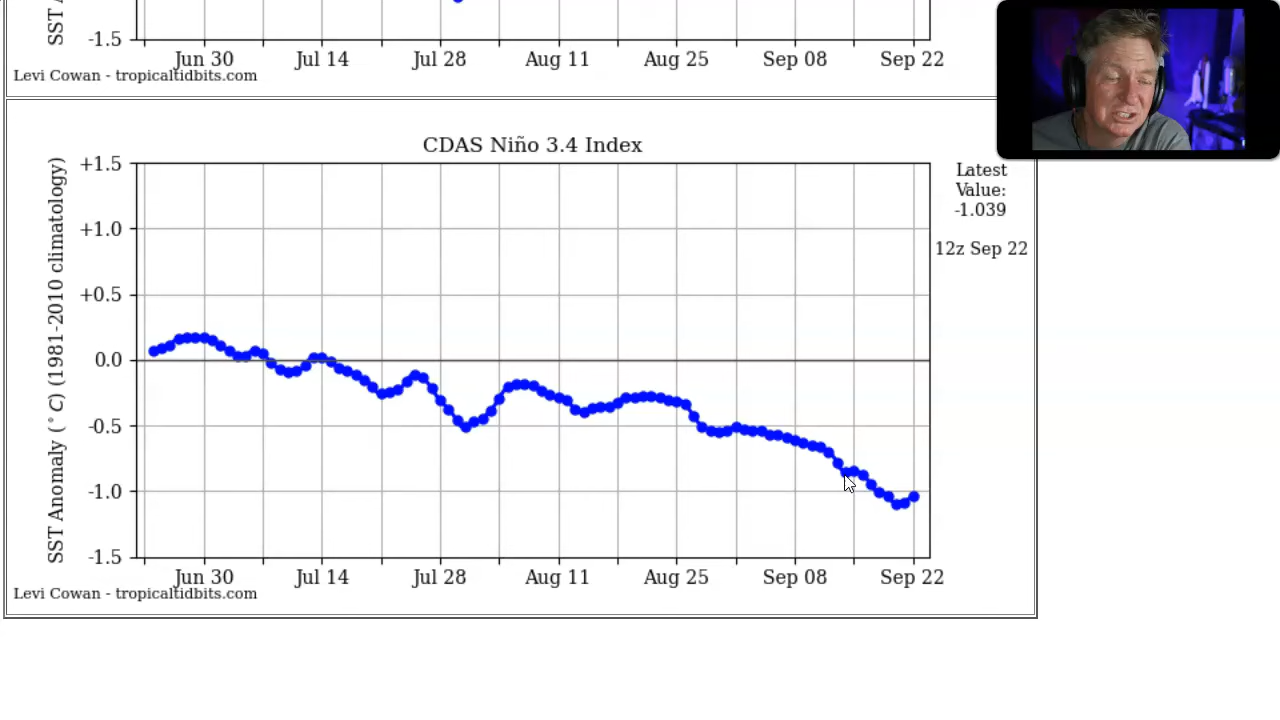 SST A
-1.5
Jun 30 Jul 14 Jul 28 Aug 11 Aug 25 Sep 08 Sep 22
Levi Cowan - tropicaltidbits.com
CDAS Niño 3.4 Index
SST Anomaly (°C) (1981-2010 climatology)
+1.5
+1.0
+0.5
0.0
-0.5
-1.0
-1.5
Latest
Value:
-1.039
12z Sep 22
Jun 30 Jul 14 Jul 28 Aug 11 Aug 25 Sep 08 Sep 22
Levi Cowan - tropicaltidbits.com